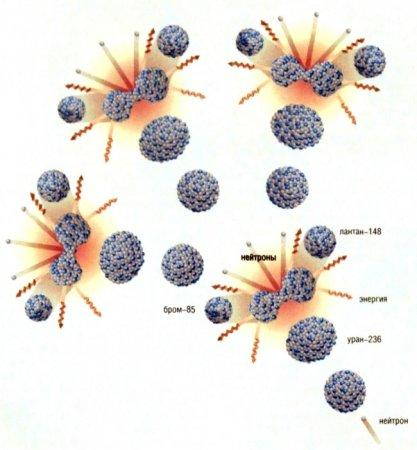 лантан–148
нейтроны
энергия
бром–85
уран–236
нейтрон